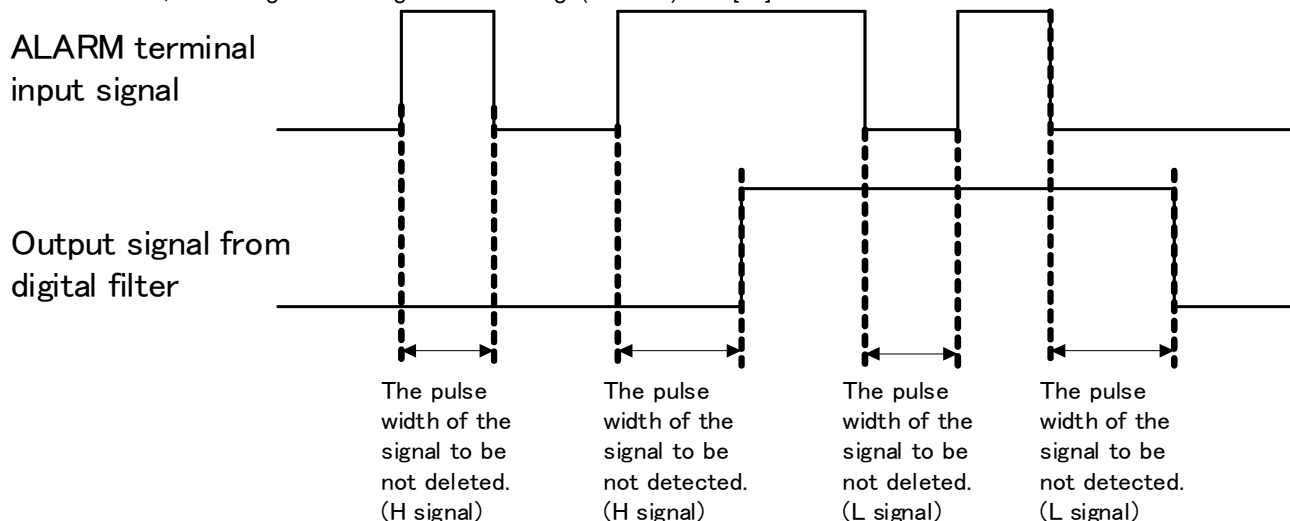 ALARM terminal
input signal
Output signal from
digital filter
The pulse
width of the
signal to be
not deleted.
(H signal)
The pulse
width of the
signal to be
not detected.
(H signal)
The pulse
width of the
signal to be
not deleted.
(L signal)
The pulse
width of the
signal to be
not detected.
(L signal)